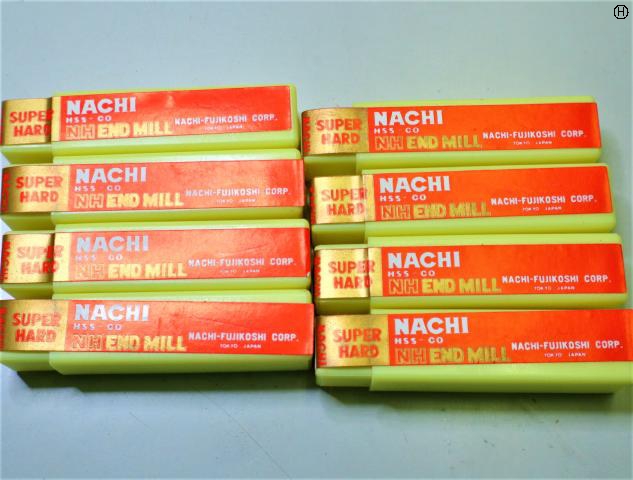 H
SUPER HARD
NACHI
HSS-CO
NH END MILL
NACHI-FUJIKOSHI CORP.
TOKYO JAPAN
SUPER HARD
NACHI
HSS-CO
NH END MILL
NACHI-FUJIKOSHI CORP.
TOKYO JAPAN
SUPER HARD
NACHI
HSS-CO
NH END MILL
NACHI-FUJIKOSHI CORP.
TOKYO JAPAN
SUPER HARD
NACHI
HSS-CO
NH END MILL
NACHI-FUJIKOSHI CORP.
TOKYO JAPAN
SUPER HARD
NACHI
HSS-CO
NH END MILL
NACHI-FUJIKOSHI CORP.
TOKYO JAPAN
SUPER HARD
NACHI
HSS-CO
NH END MILL
NACHI-FUJIKOSHI CORP.
TOKYO JAPAN
SUPER HARD
NACHI
HSS-CO
NH END MILL
NACHI-FUJIKOSHI CORP.
TOKYO JAPAN
SUPER HARD
NACHI
HSS-CO
NH END MILL
NACHI-FUJIKOSHI CORP.
TOKYO JAPAN